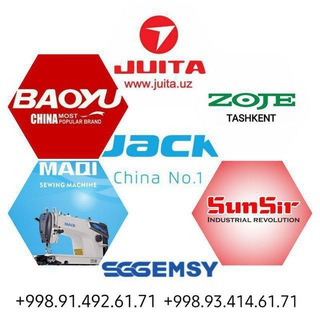 JUITA
www.juita.uz
BAOYU
CHINA MOST
POPULAR BRAND
ZOJE
TASHKENT
JACK
China No.1
MAQI
SEWING MACHINE
SunSir
INDUSTRIAL REVOLUTION
SGGEMSY
+998.91.492.61.71 +998.93.414.61.71